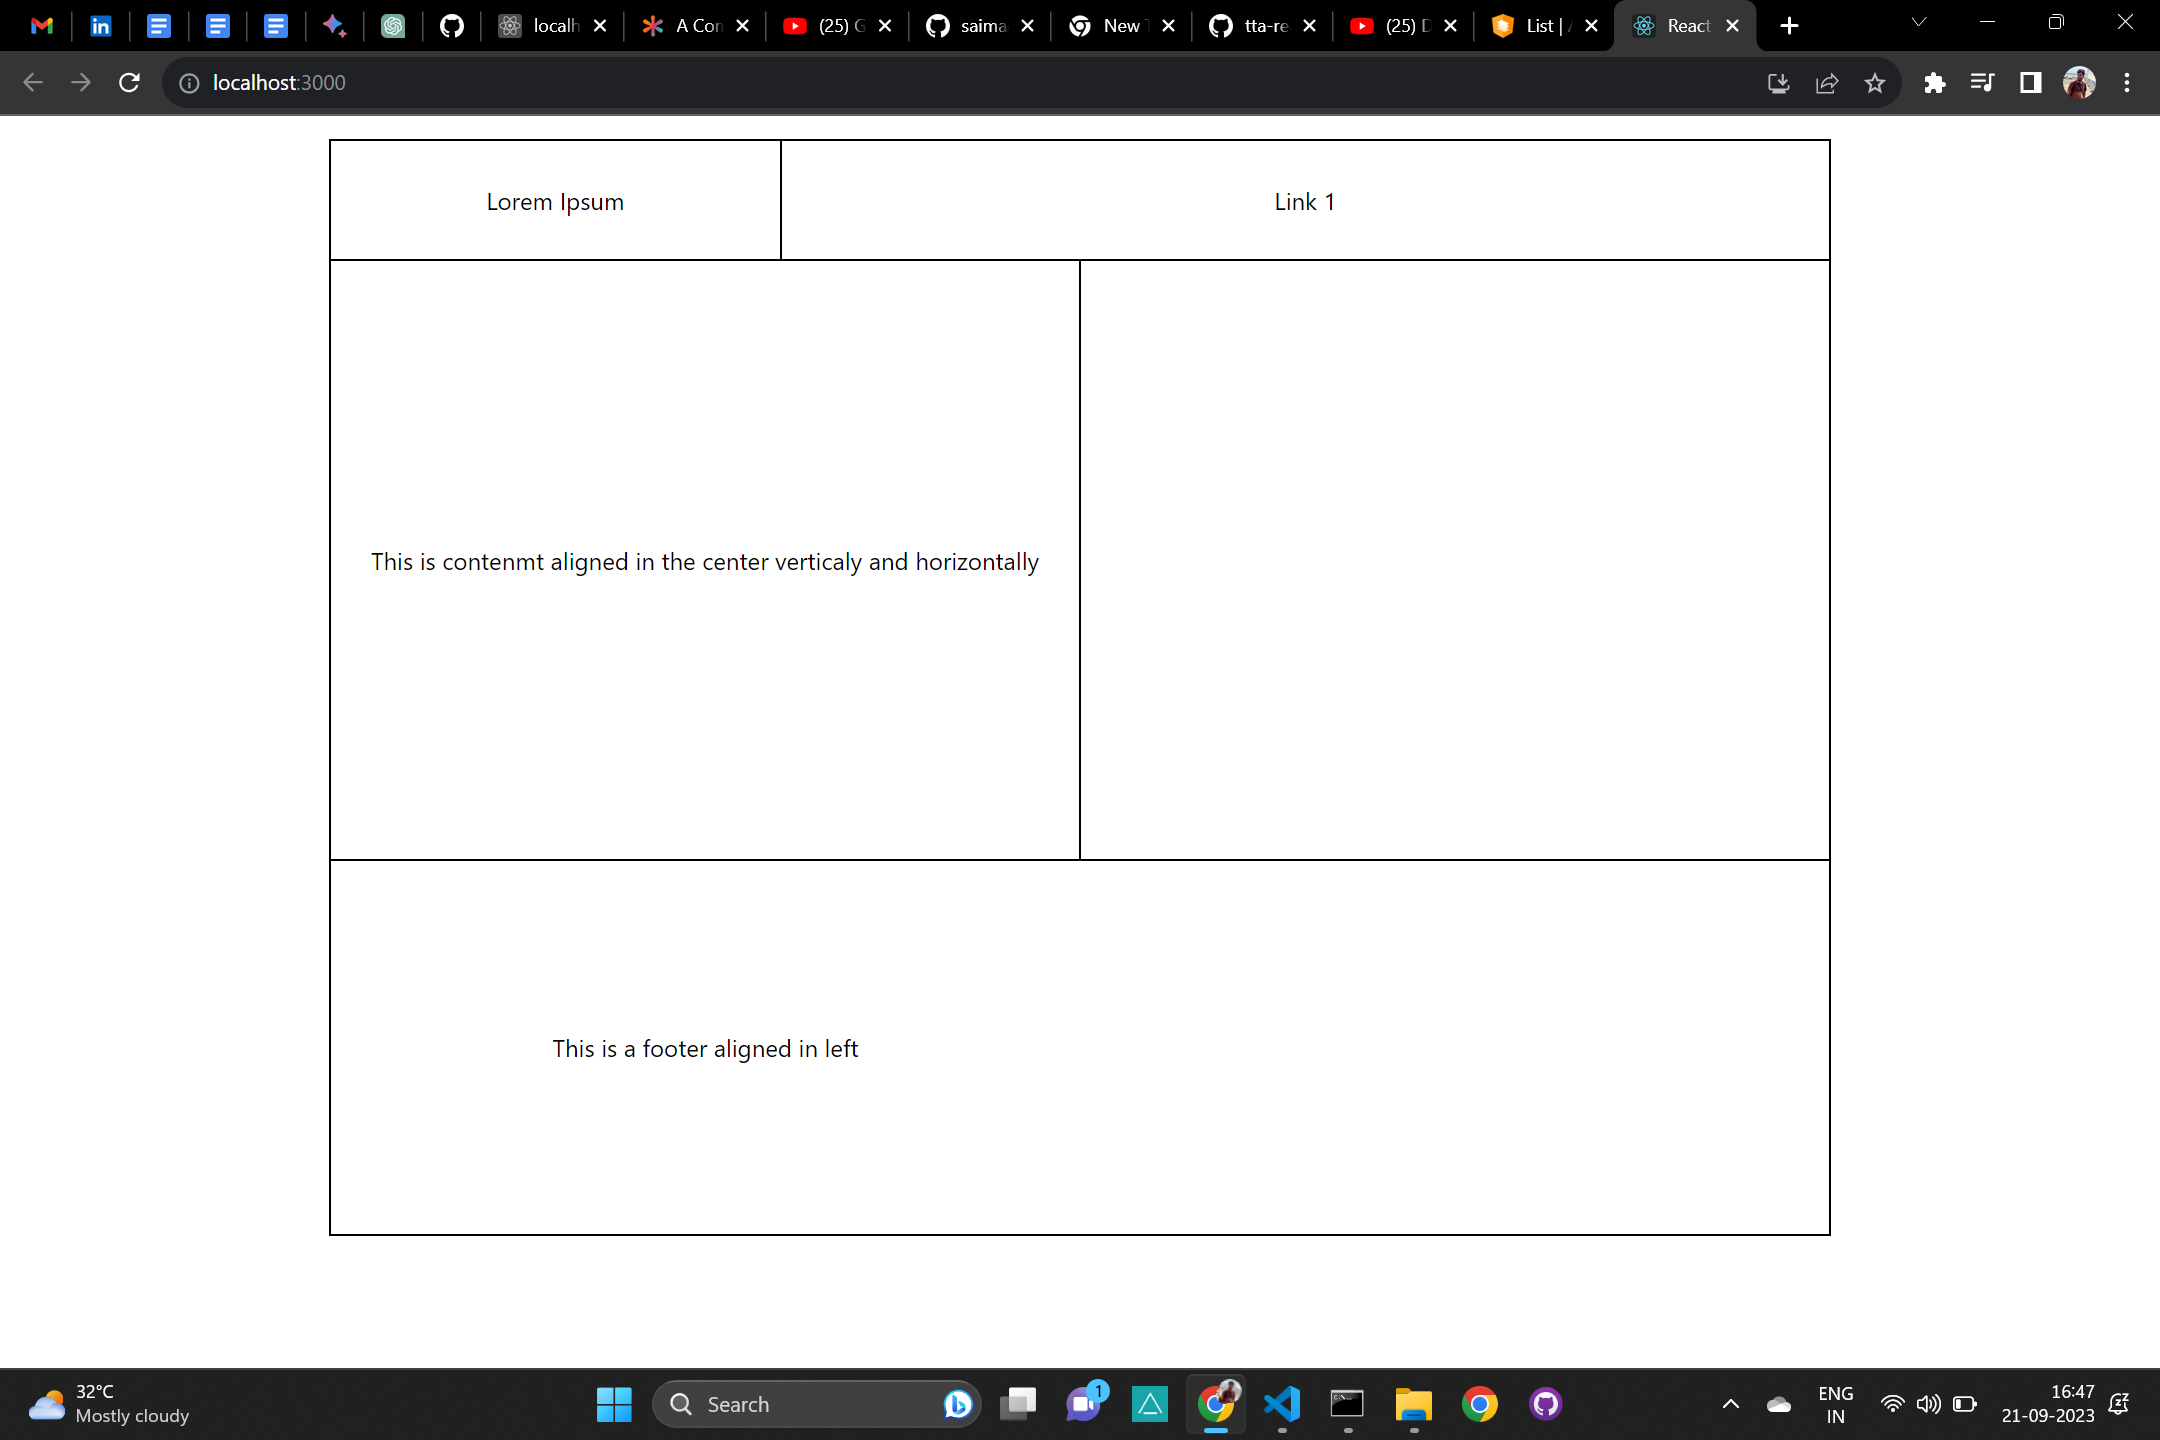 localh
A Con
(25) G
saima
New T
tta-re
(25) D
List | A
React
localhost:3000
Lorem Ipsum
Link 1
This is contenmt aligned in the center verticaly and horizontally
This is a footer aligned in left
32°C
Mostly cloudy
Search
1
ENG
IN
16:47
21-09-2023